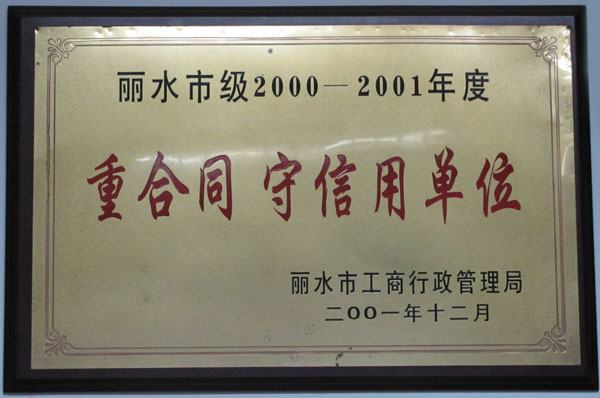 丽水市级2000—2001年度
重合同 守信用单位
丽水市工商行政管理局
二OO一年十二月